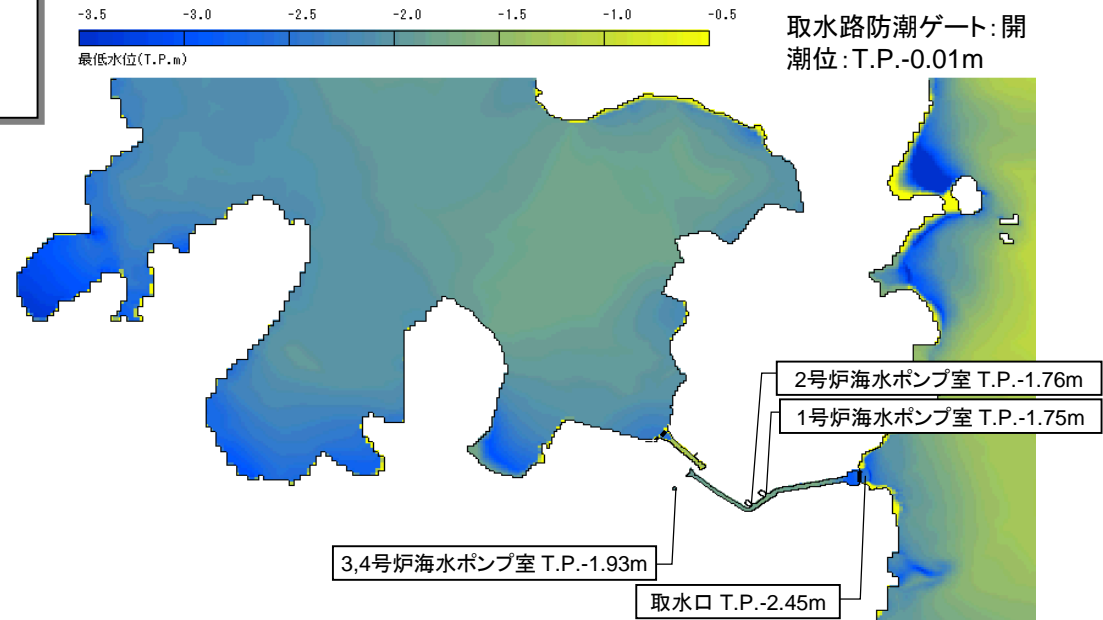 -3.5 -3.0 -2.5 -2.0 -1.5 -1.0 -0.5
最低水位(T.P.m)
取水路防潮ゲート:開
潮位:T.P.-0.01m
2号炉海水ポンプ室 T.P.-1.76m
1号炉海水ポンプ室 T.P.-1.75m
3,4号炉海水ポンプ室 T.P.-1.93m
取水口 T.P.-2.45m